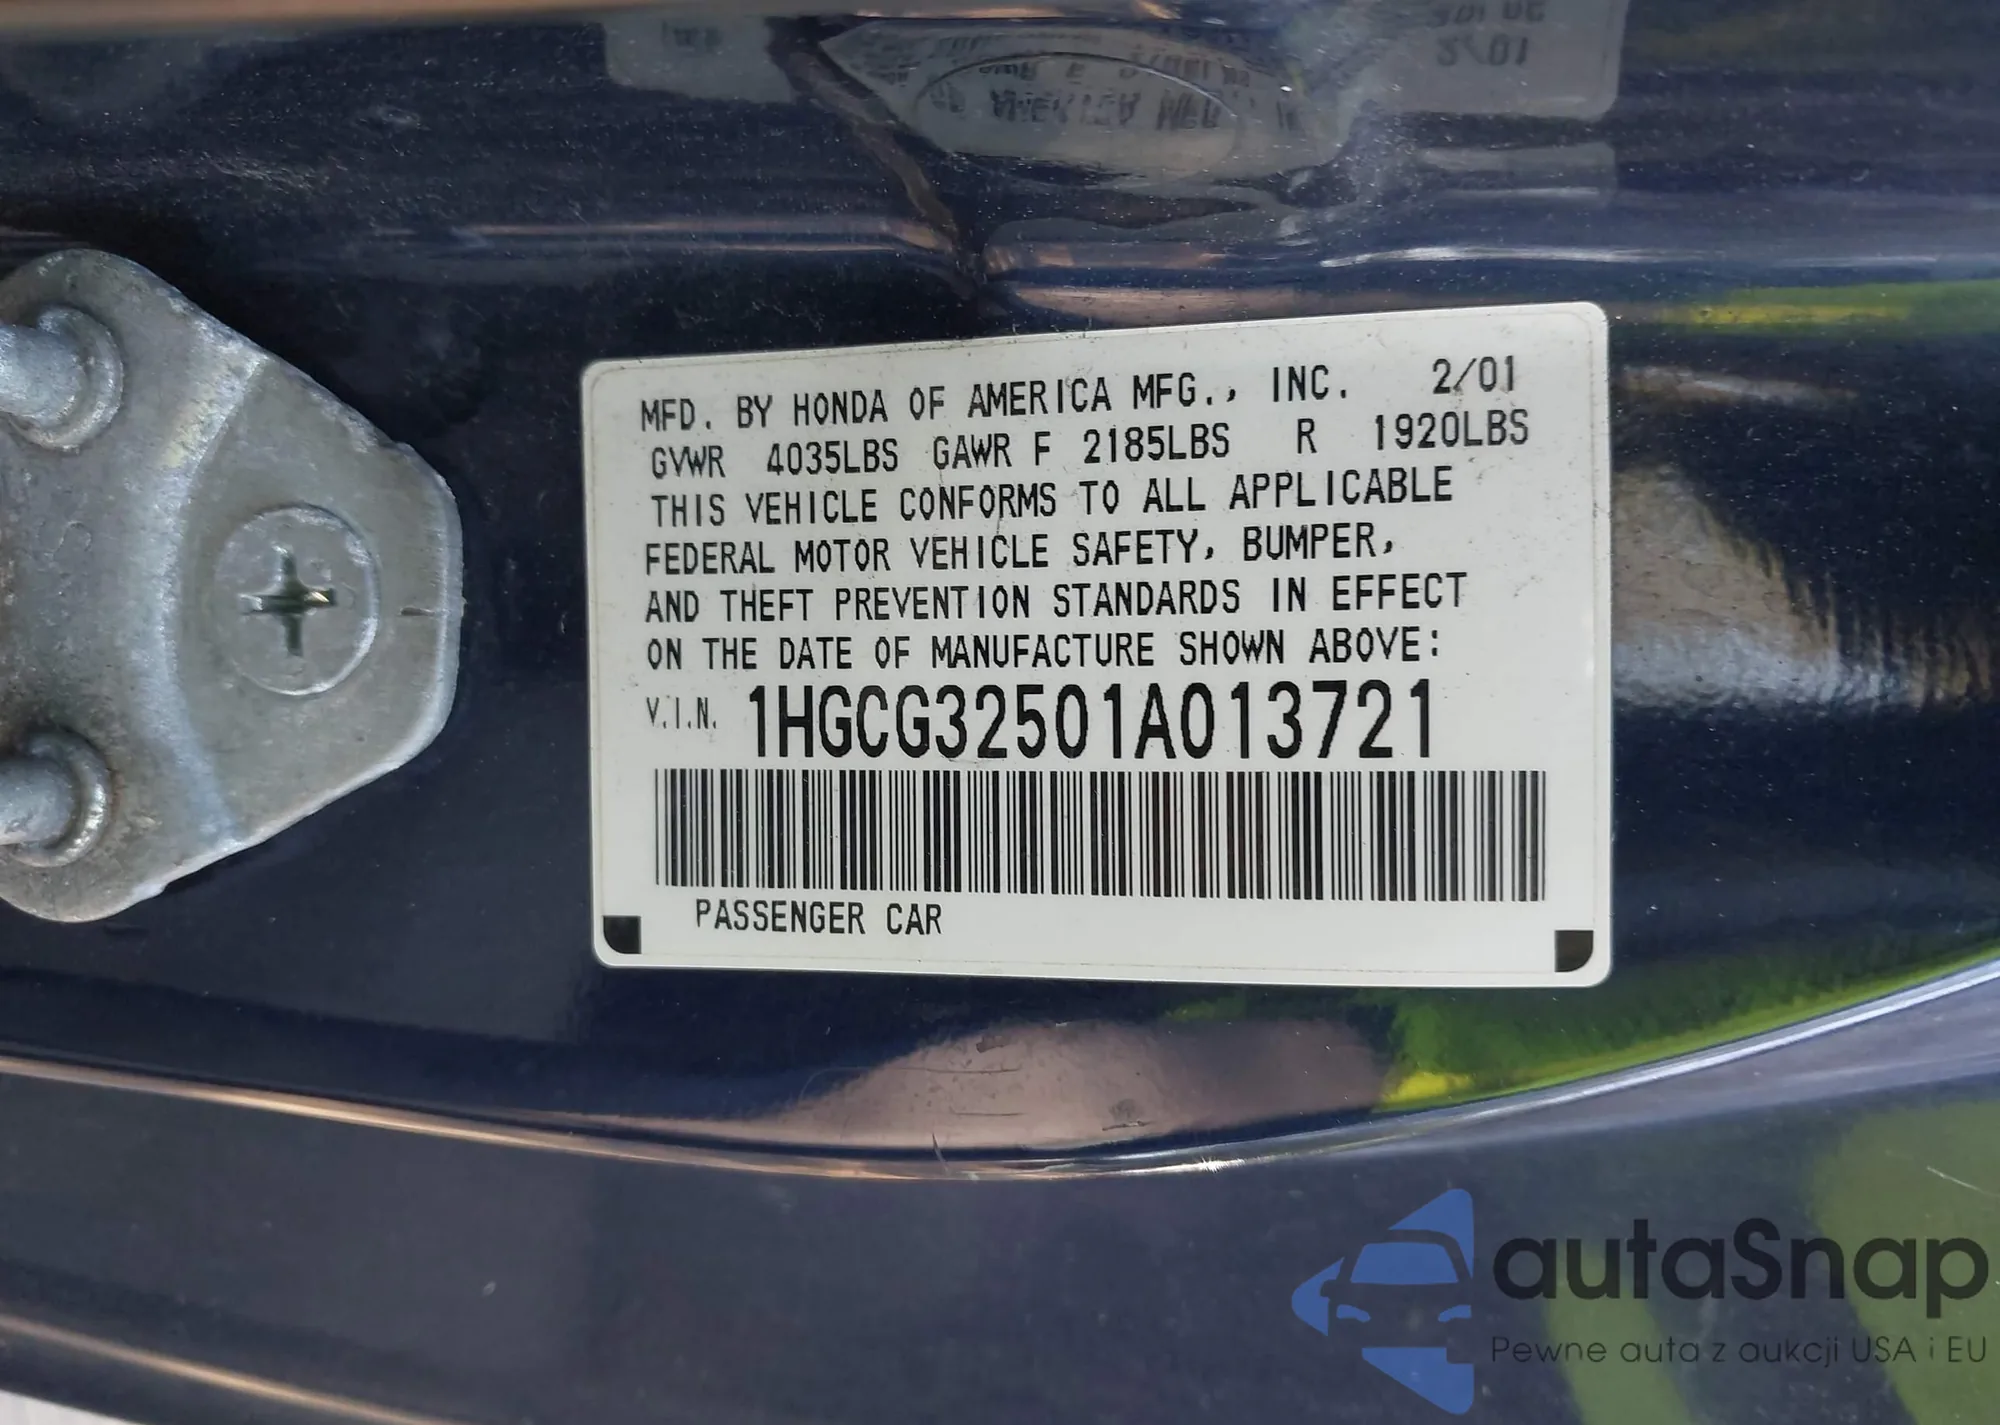 MFD. BY HONDA OF AMERICA MFG., INC. 2/01
GVWR 4035LBS GAWR F 2185LBS R 1920LBS
THIS VEHICLE CONFORMS TO ALL APPLICABLE
FEDERAL MOTOR VEHICLE SAFETY, BUMPER,
AND THEFT PREVENTION STANDARDS IN EFFECT
ON THE DATE OF MANUFACTURE SHOWN ABOVE:
V.I.N. 1HGCG32501A013721
PASSENGER CAR
autaSnap
Pewne auta z aukcji USA i EU